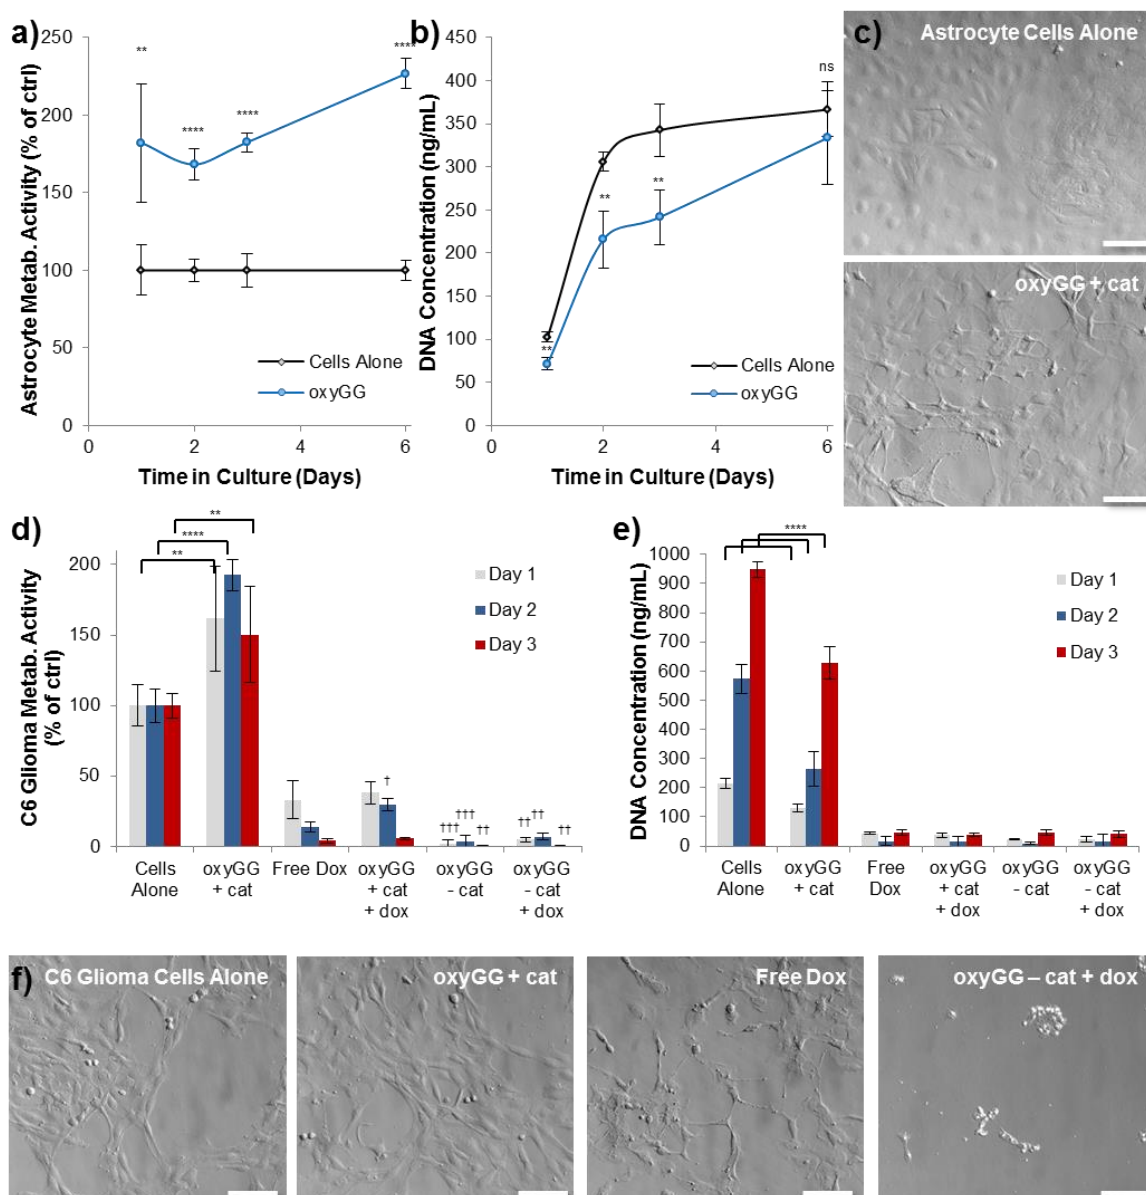 a)
Astrocyte Metab. Activity (% of ctrl)
250
200
150
100
50
0
**
****
****
****
Cells Alone
oxyGG
0 2 4 6
Time in Culture (Days)
b)
DNA Concentration (ng/mL)
450
400
350
300
250
200
150
100
50
0
**
**
**
ns
Cells Alone
oxyGG
0 2 4 6
Time in Culture (Days)
c)
Astrocyte Cells Alone
oxyGG + cat
d)
C6 Glioma Metab. Activity
(% of ctrl)
200
150
100
50
0
**
****
**
Day 1
Day 2
Day 3
†
†††
†††
††
††
††
††
Cells
Alone
oxyGG
+ cat
Free Dox
oxyGG
+ cat
+ dox
oxyGG
- cat
oxyGG
- cat
+ dox
e)
DNA Concentration (ng/mL)
1000
900
800
700
600
500
400
300
200
100
0
****
Day 1
Day 2
Day 3
Cells
Alone
oxyGG
+ cat
Free
Dox
oxyGG
+ cat
+ dox
oxyGG
- cat
oxyGG
- cat
+ dox
f)
C6 Glioma Cells Alone
oxyGG + cat
Free Dox
oxyGG – cat + dox